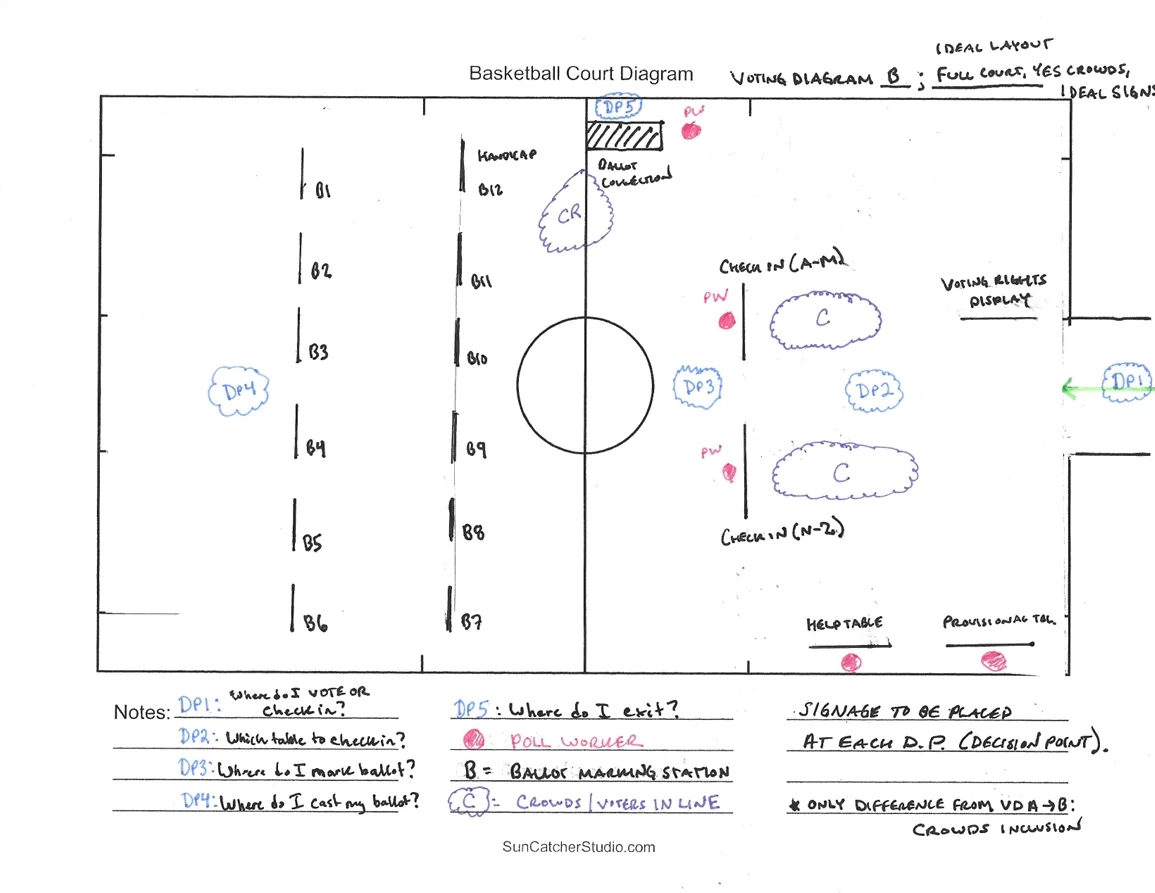 IDEAL LAYOUT
Basketball Court Diagram
VOTING DIAGRAM B ; FULL COURT, YES CROWDS,
IDEAL SIGNS
DP5
PW
HANDICAP
B12
BALLOT
CONNECTION
B1
CR
B2
B11
CHECK IN (A-M)
VOTING RIGHTS
DISPLAY
PW
C
B3
B10
DP4
DP3
DP2
DP1
B4
B9
PW
C
B5
B8
CHECK IN (N-Z)
B6
B7
HELP TABLE
PROVISIONAL TBL.
Notes:
DP1: Where do I VOTE OR
check in?
DP2: Which table to check in?
DP3: Where do I mark ballot?
DP4: Where do I cast my ballot?
DP5: Where do I exit?
POLL WORKER
B = BALLOT MARKING STATION
C = CROWDS / VOTERS IN LINE
SIGNAGE TO BE PLACED
AT EACH D.P. (DECISION POINT).
* ONLY DIFFERENCE FROM VD A→B:
CROWDS INCLUSION
SunCatcherStudio.com